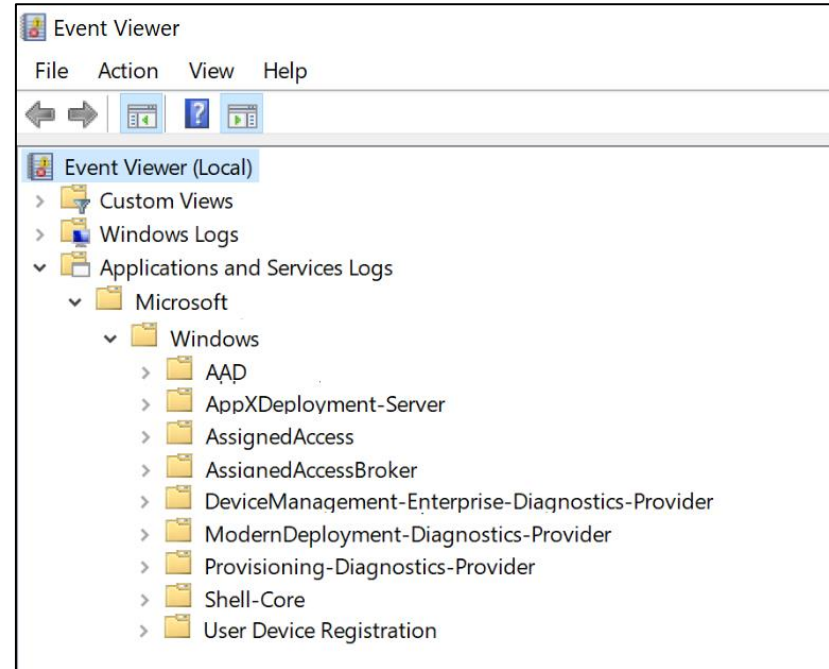 Event Viewer
File Action View Help
Event Viewer (Local)
Custom Views
Windows Logs
Applications and Services Logs
Microsoft
Windows
AAD
AppXDeployment-Server
AssignedAccess
AssignedAccessBroker
DeviceManagement-Enterprise-Diagnostics-Provider
ModernDeployment-Diagnostics-Provider
Provisioning-Diagnostics-Provider
Shell-Core
User Device Registration